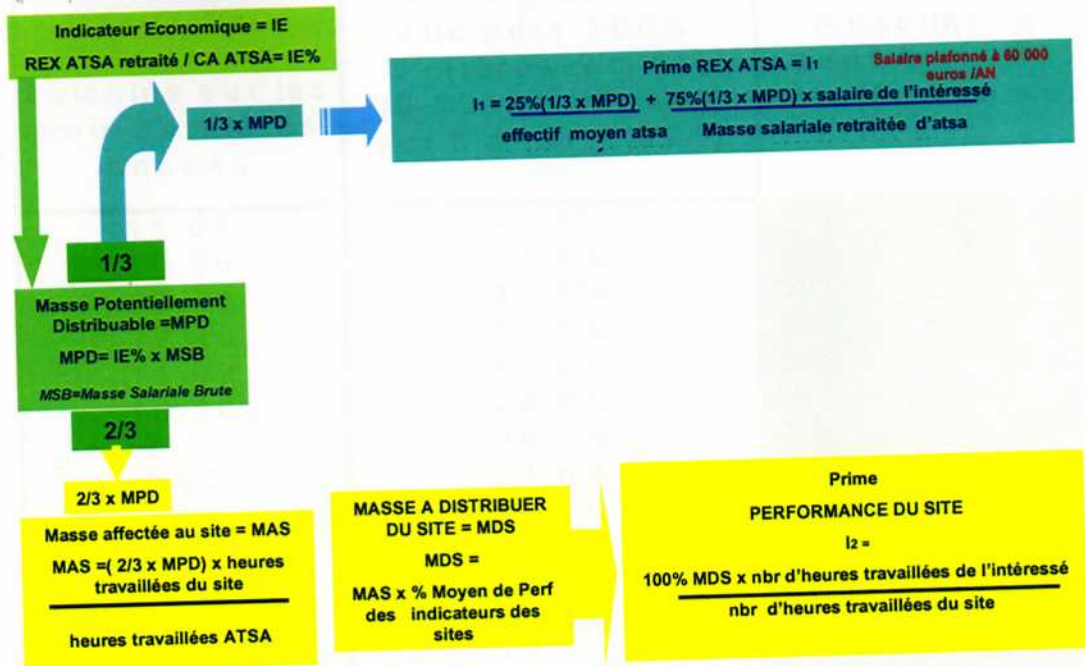 Indicateur Economique = IE
REX ATSA retraité / CA ATSA= IE%
1/3 x MPD
Prime REX ATSA = I1
Salaire plafonné à 60 000
euros /AN
I1 = 25%(1/3 x MPD) + 75%(1/3 x MPD) x salaire de l'intéressé
effectif moyen atsa Masse salariale retraitée d'atsa
1/3
Masse Potentiellement
Distribuable =MPD
MPD= IE% x MSB
MSB=Masse Salariale Brute
2/3
2/3 x MPD
Masse affectée au site = MAS
MAS =( 2/3 x MPD) x heures
travaillées du site
heures travaillées ATSA
MASSE A DISTRIBUER
DU SITE = MDS
MDS =
MAS x % Moyen de Perf
des indicateurs des
sites
Prime
PERFORMANCE DU SITE
I2 =
100% MDS x nbr d'heures travaillées de l'intéressé
nbr d'heures travaillées du site